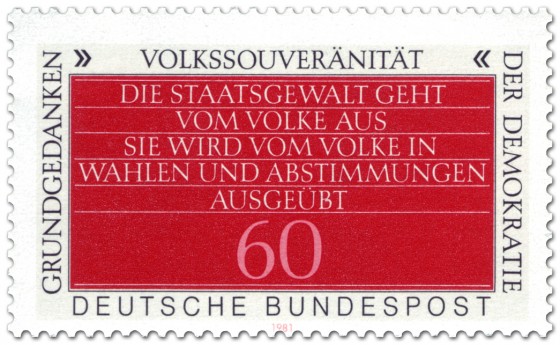 » VOLKSSOUVERÄNITÄT «
GRUNDGEDANKEN
DER DEMOKRATIE
DIE STAATSGEWALT GEHT
VOM VOLKE AUS
SIE WIRD VOM VOLKE IN
WAHLEN UND ABSTIMMUNGEN
AUSGEÜBT
60
DEUTSCHE BUNDESPOST
1981